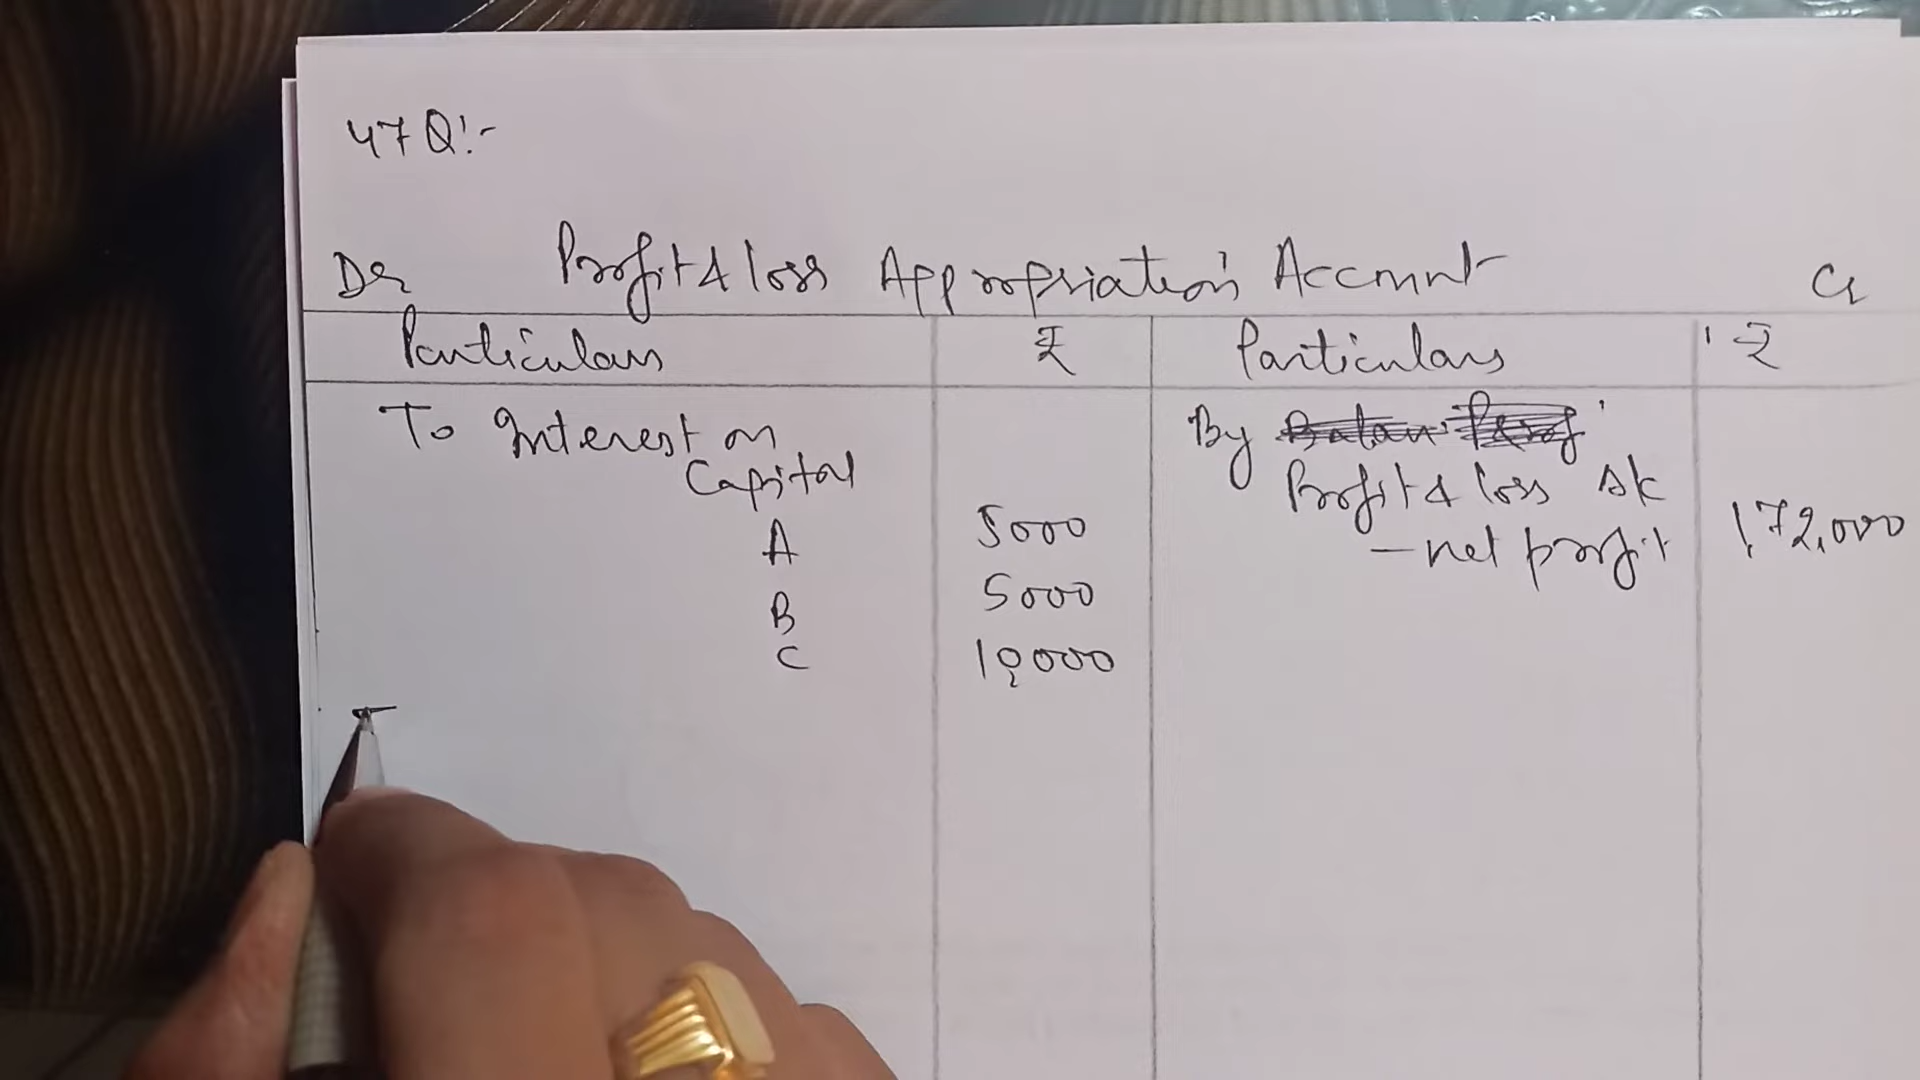 47 Q:-
Dr Profit & loss Appropriation Account Cr
Particulars ₹ Particulars ₹
To Interest on By
Capital Profit & loss A/c
A 5000 - net profit 1,72,000
B 5000
C 10,000